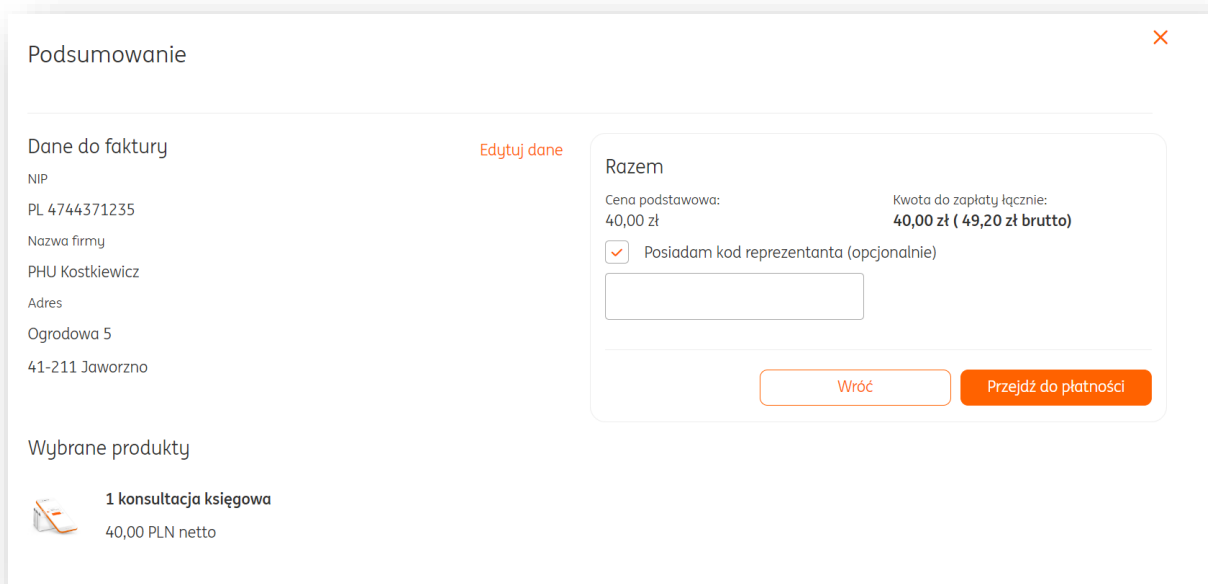 Podsumowanie
Dane do faktury
Edytuj dane
NIP
PL 4744371235
Nazwa firmy
PHU Kostkiewicz
Adres
Ogrodowa 5
41-211 Jaworzno
Razem
Cena podstawowa:
40,00 zł
Kwota do zapłaty łącznie:
40,00 zł ( 49,20 zł brutto)
Posiadam kod reprezentanta (opcjonalnie)
Wróć
Przejdź do płatności
Wybrane produkty
1 konsultacja księgowa
40,00 PLN netto